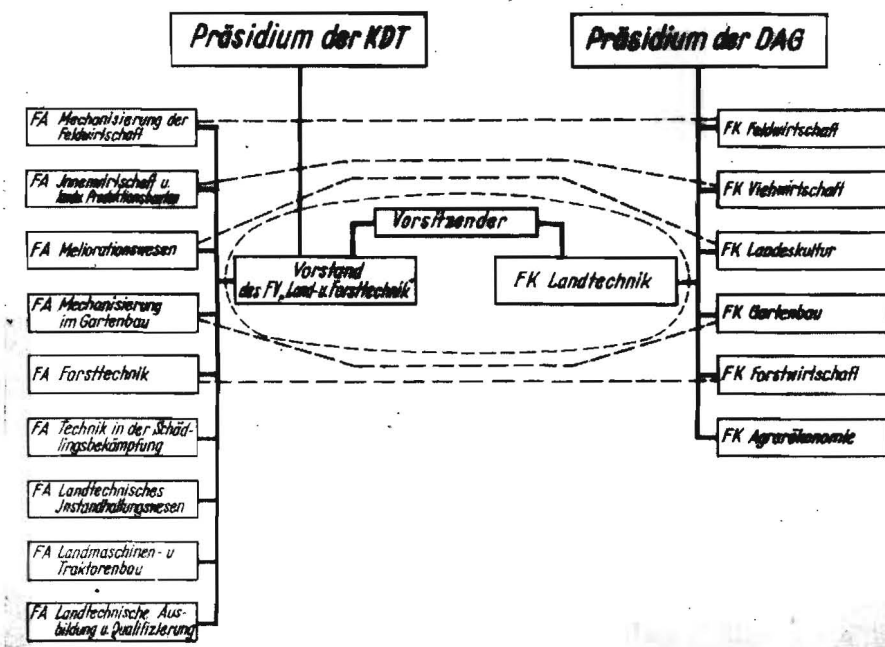 Präsidium der KDT
Präsidium der DAG
FA Mechanisierung der
Feldwirtschaft
FA Innenwirtschaft u.
landw. Produktionsbauten
FA Meliorationswesen
FA Mechanisierung
im Gartenbau
FA Forsttechnik
FA Technik in der Schäd-
lingsbekämpfung
FA Landtechnisches
Instandhaltungswesen
FA Landmaschinen- u
Traktorenbau
FA Landtechnische Aus-
bildung u. Qualifizierung
Vorsitzender
Vorstand
des FV „Land- u. Forsttechnik"
FK Landtechnik
FK Feldwirtschaft
FK Viehwirtschaft
FK Landeskultur
FK Gartenbau
FK Forstwirtschaft
FK Agrarökonomie